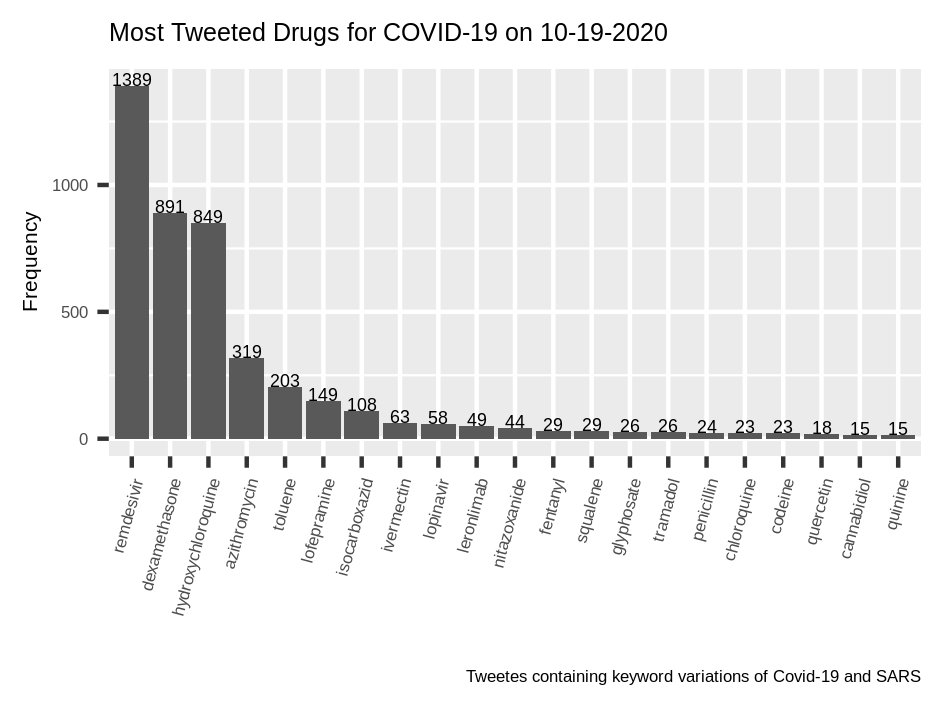 Most Tweeted Drugs for COVID-19 on 10-19-2020
Frequency
1000
500
0
1389
891
849
319
203
149
108
63
58
49
44
29
29
26
26
24
23
23
18
15
15
remdesivir
dexamethasone
hydroxychloroquine
azithromycin
toluene
lofepramine
isocarboxazid
ivermectin
lopinavir
leronlimab
nitazoxanide
fentanyl
squalene
glyphosate
tramadol
penicillin
chloroquine
codeine
quercetin
cannabidiol
quinine
Tweetes containing keyword variations of Covid-19 and SARS